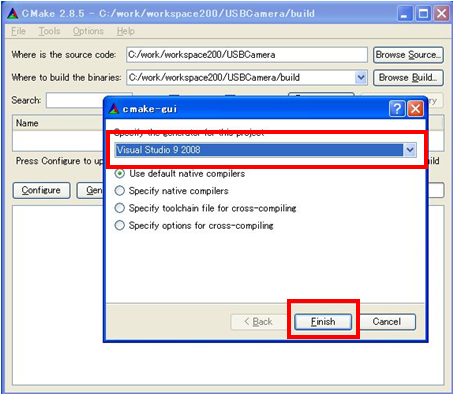 CMake 2.8.5 - C:/work/workspace200/USBCamera/build
File Tools Options Help
Where is the source code: C:/work/workspace200/USBCamera Browse Source...
Where to build the binaries: C:/work/workspace200/USBCamera/build Browse Build...
Search:
Name
Press Configure to up
Configure Gen
cmake-gui
Specify the generator for this project
Visual Studio 9 2008
Use default native compilers
Specify native compilers
Specify toolchain file for cross-compiling
Specify options for cross-compiling
< Back Finish Cancel